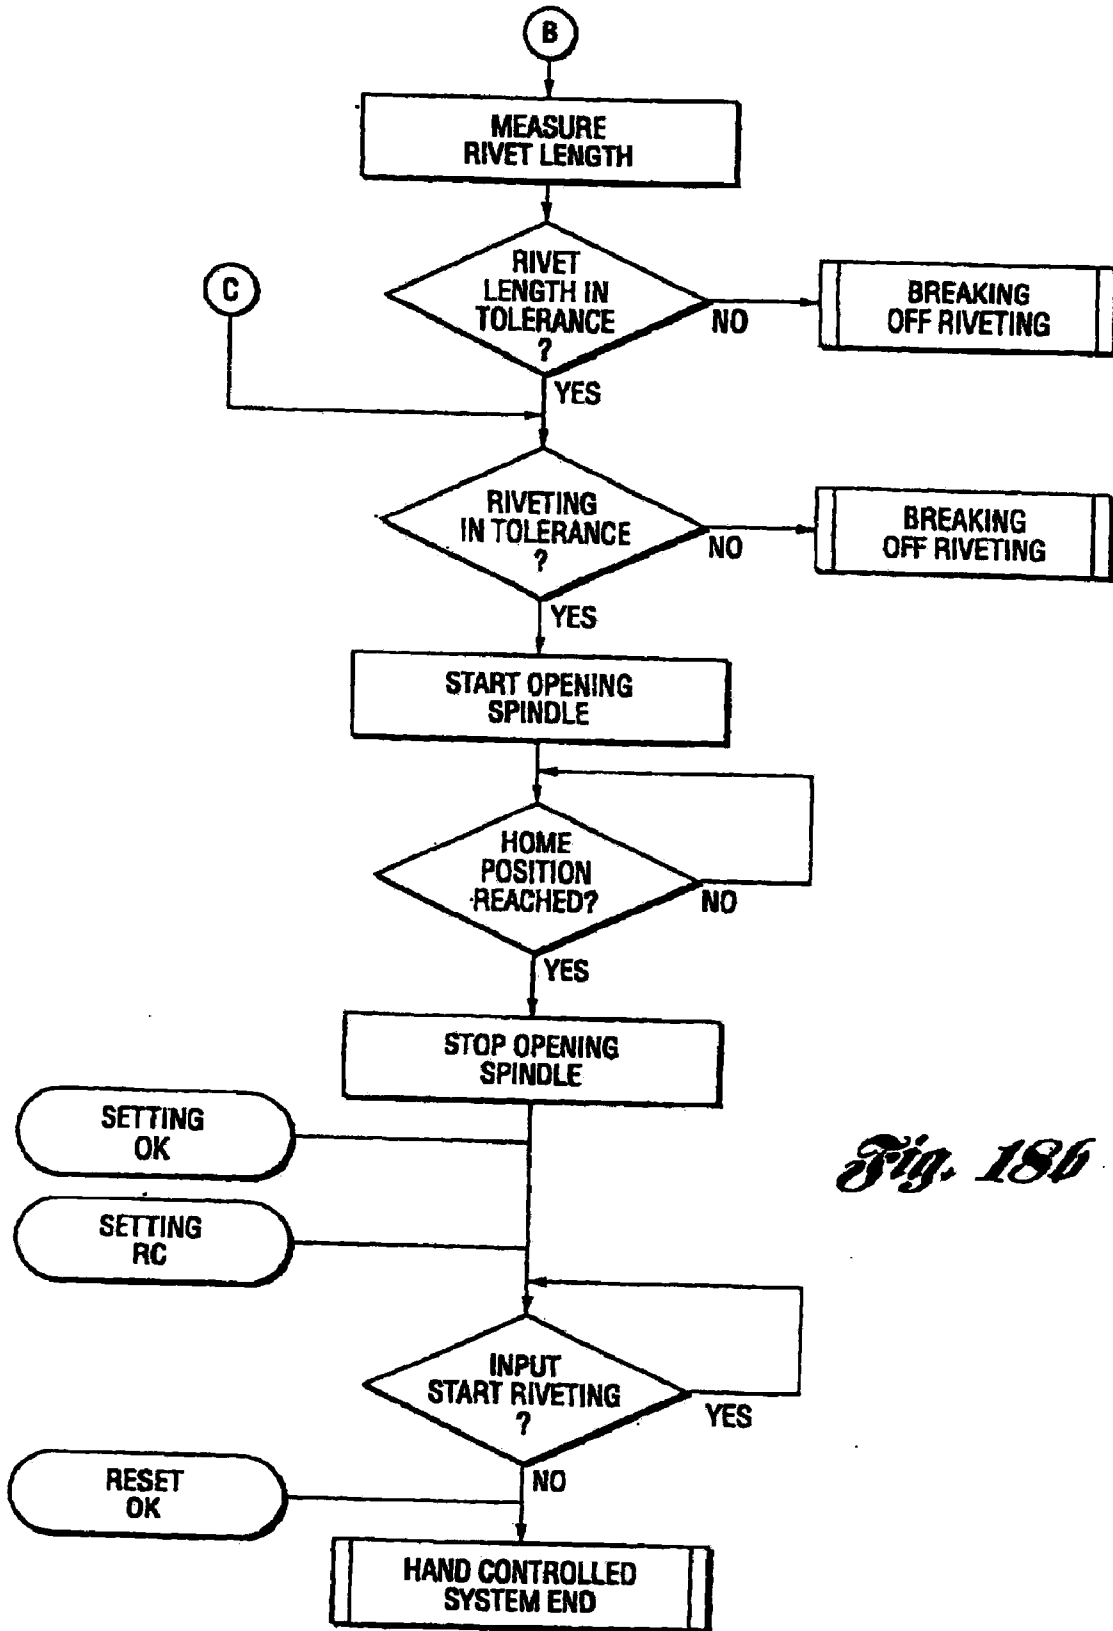 B
MEASURE
RIVET LENGTH
RIVET
LENGTH IN
TOLERANCE
?
NO
BREAKING
OFF RIVETING
C
YES
RIVETING
IN TOLERANCE
?
NO
BREAKING
OFF RIVETING
YES
START OPENING
SPINDLE
HOME
POSITION
REACHED?
NO
YES
STOP OPENING
SPINDLE
SETTING
OK
Fig. 18b
SETTING
RC
INPUT
START RIVETING
?
YES
NO
RESET
OK
HAND CONTROLLED
SYSTEM END